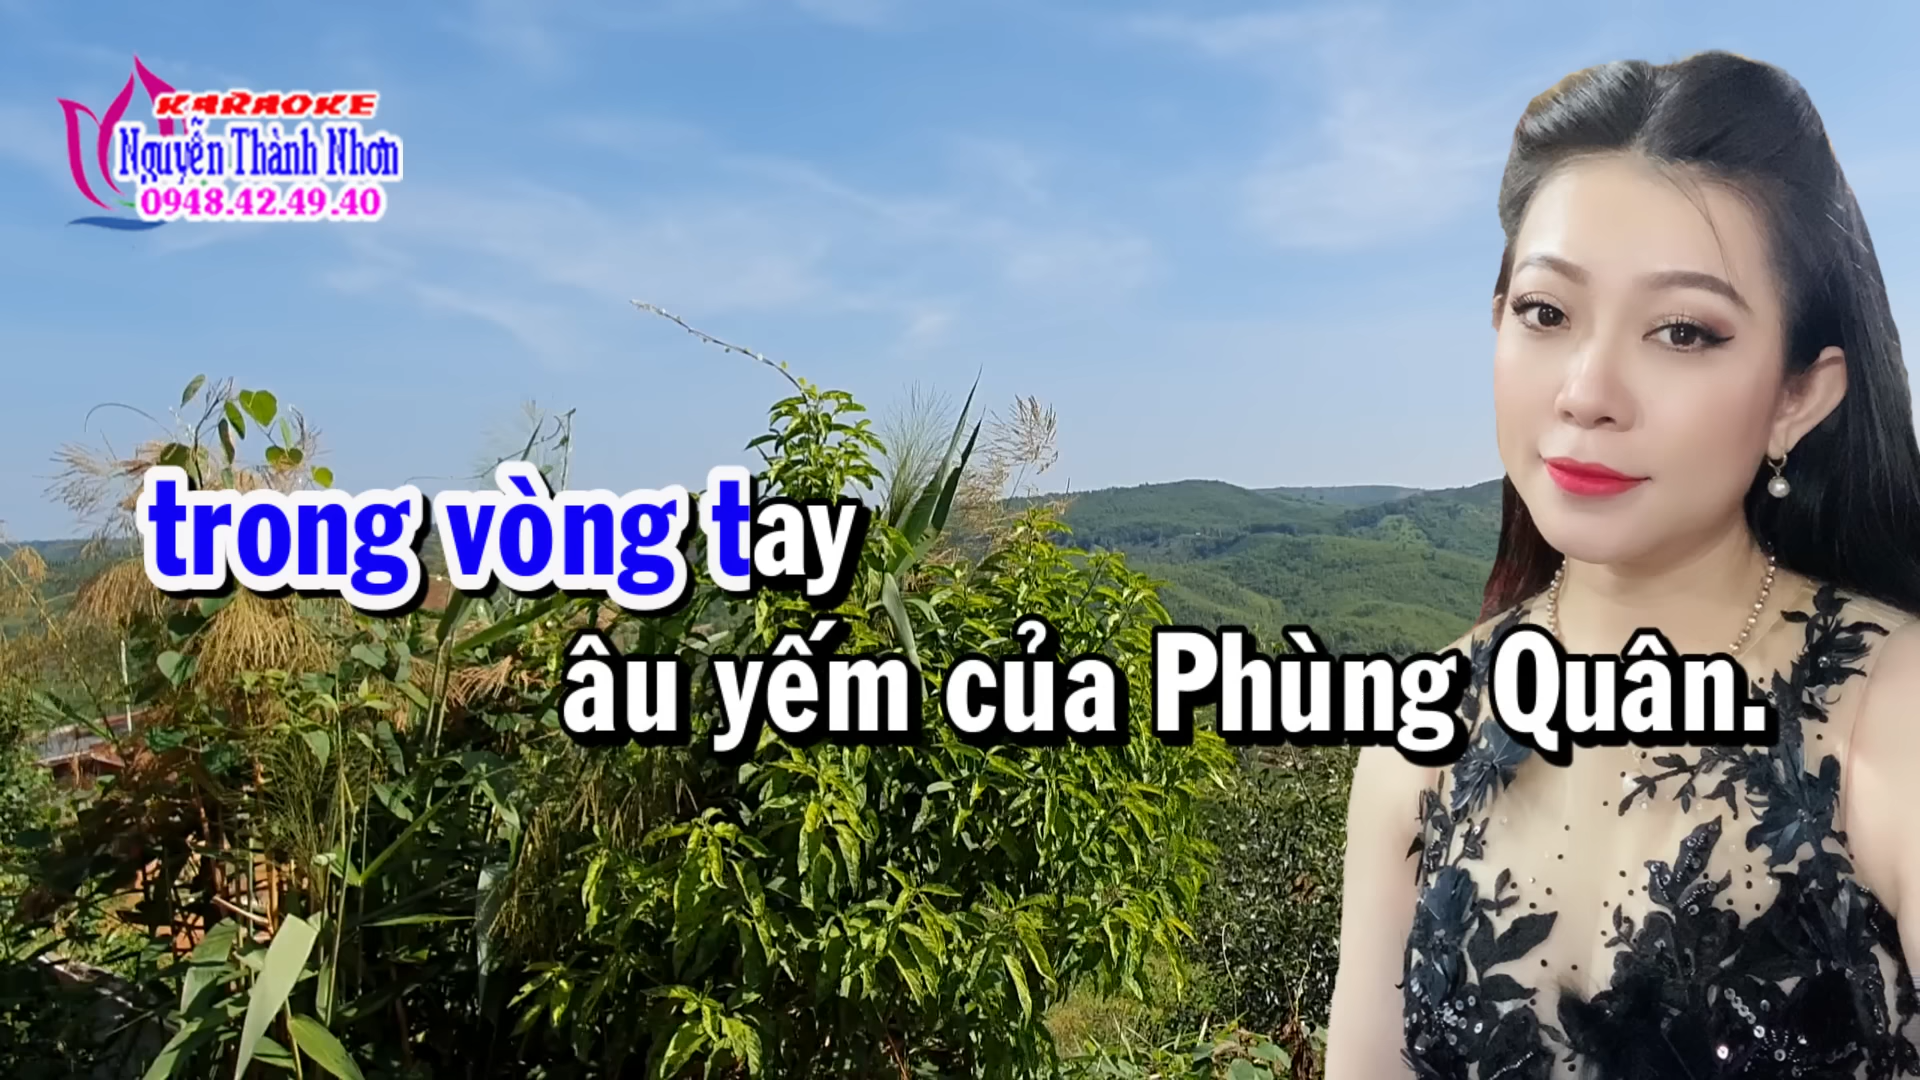 KARAOKE
Nguyễn Thành Nhơn
0948.42.49.40
trong vòng tay
âu yếm của Phùng Quân.